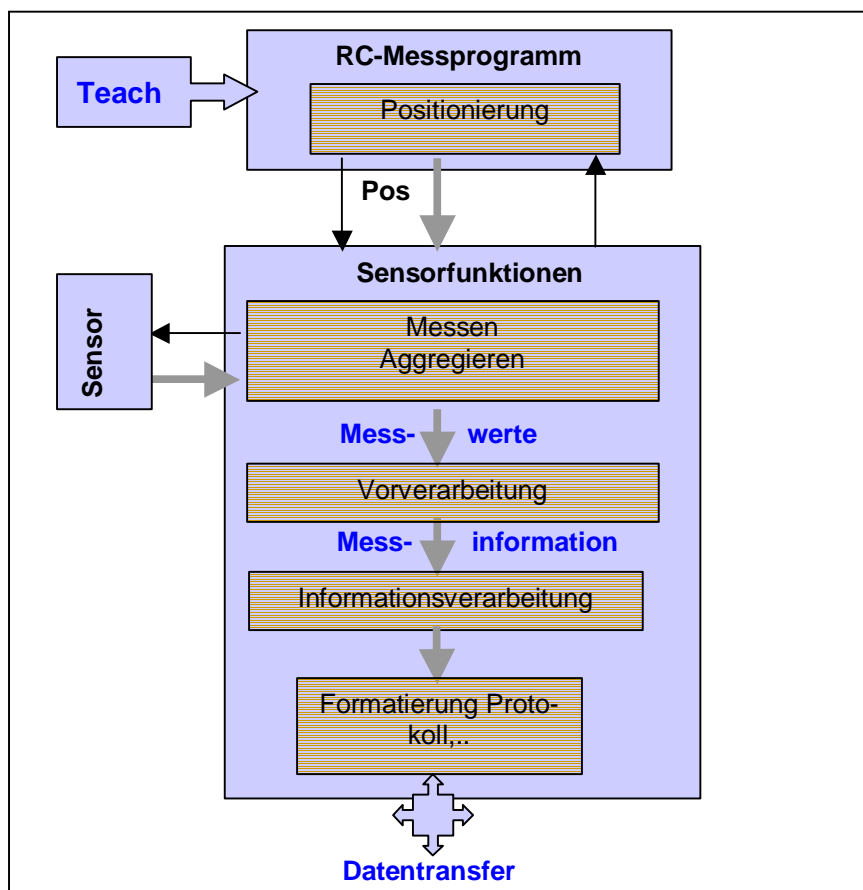 RC-Messprogramm
Teach
Positionierung
Pos
Sensorfunktionen
Sensor
Messen
Aggregieren
Mess- werte
Vorverarbeitung
Mess- information
Informationsverarbeitung
Formatierung Proto-
koll,..
Datentransfer